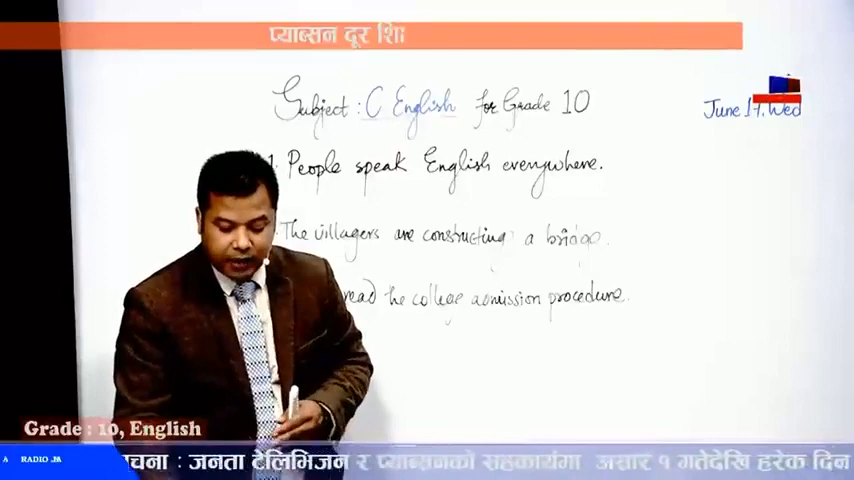 प्याब्सन दूर शि
Subject : C English for Grade 10
June 17. Wed
1. People speak English everywhere.
The villagers are constructing a bridge.
read the college admission procedure.
Grade : 10, English
RADIO
चना : जनता टेलिभिजन र प्याब्सनको सहकार्यमा असार १ गतेदेखि हरेक दिन